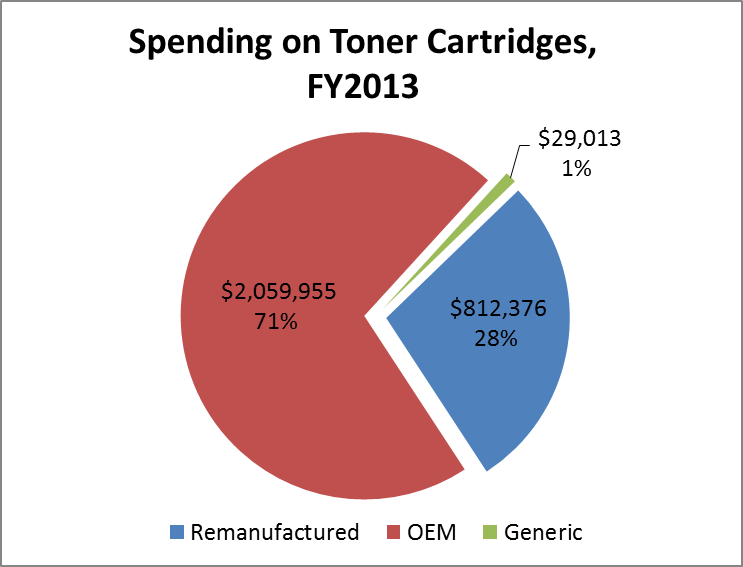 Spending on Toner Cartridges,
FY2013
$29,013
1%
$2,059,955
71%
$812,376
28%
Remanufactured OEM Generic